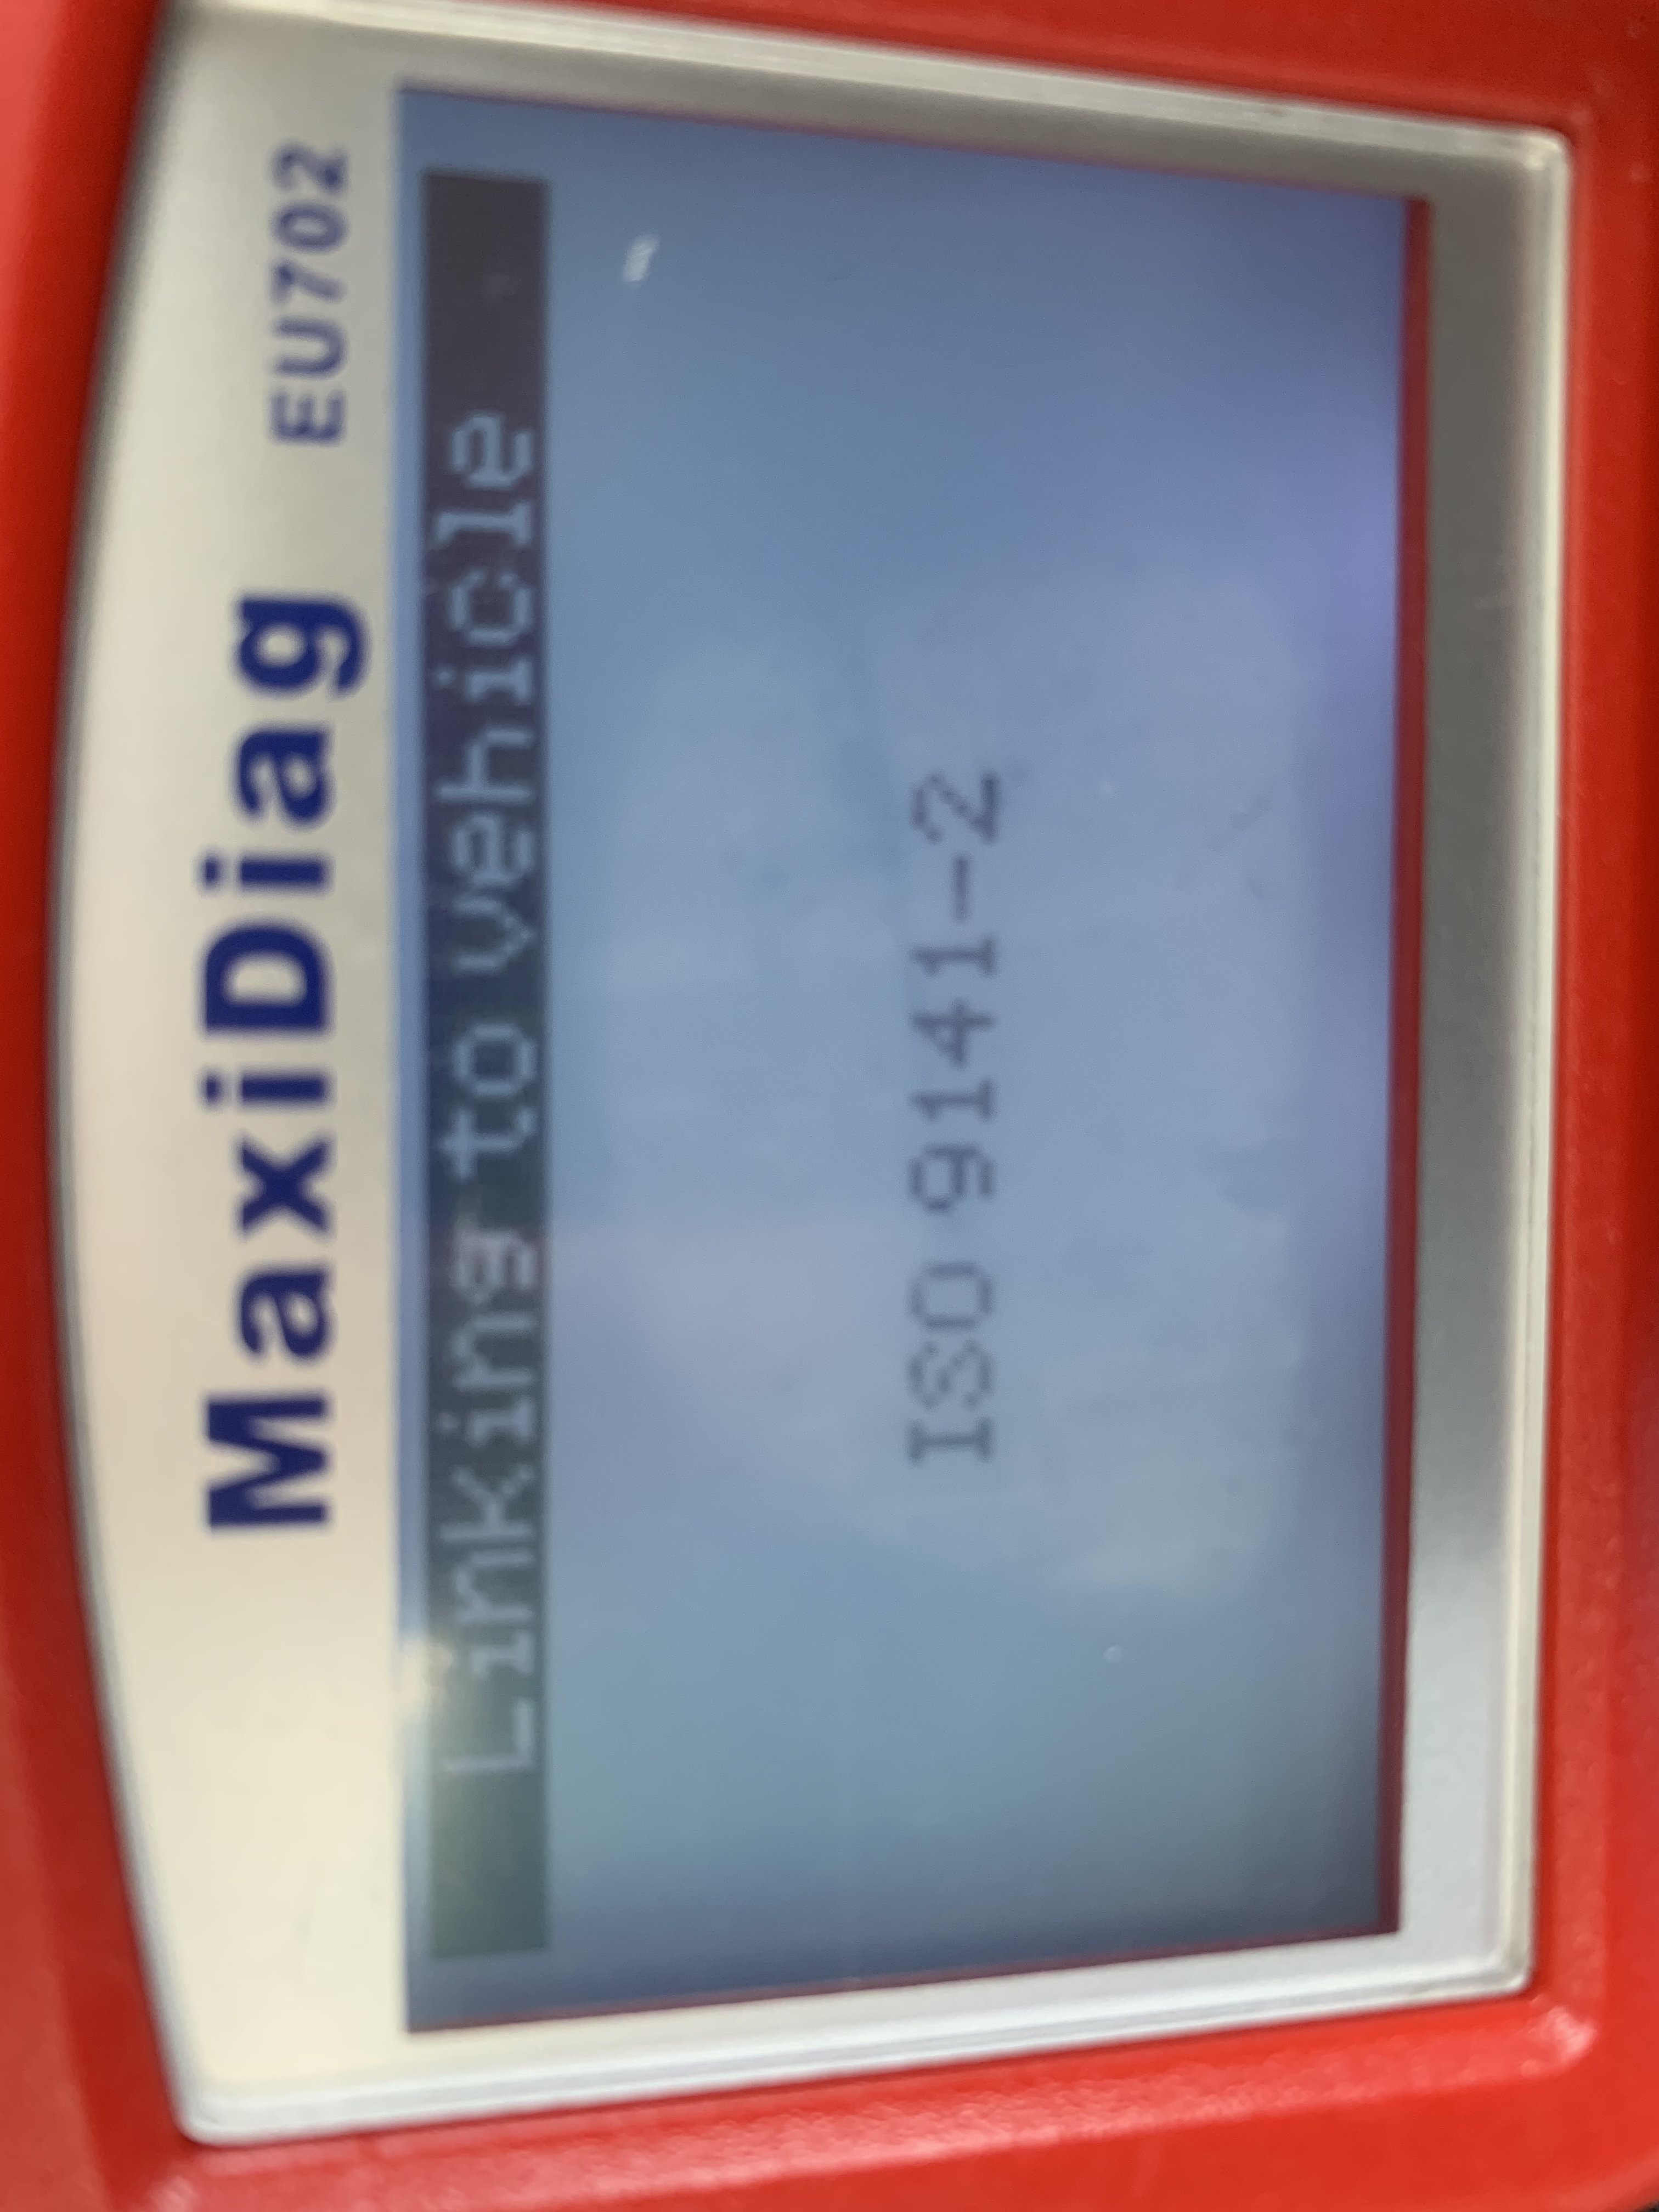 MaxiDiag EU702
Linking to vehicle
ISO 9141-2